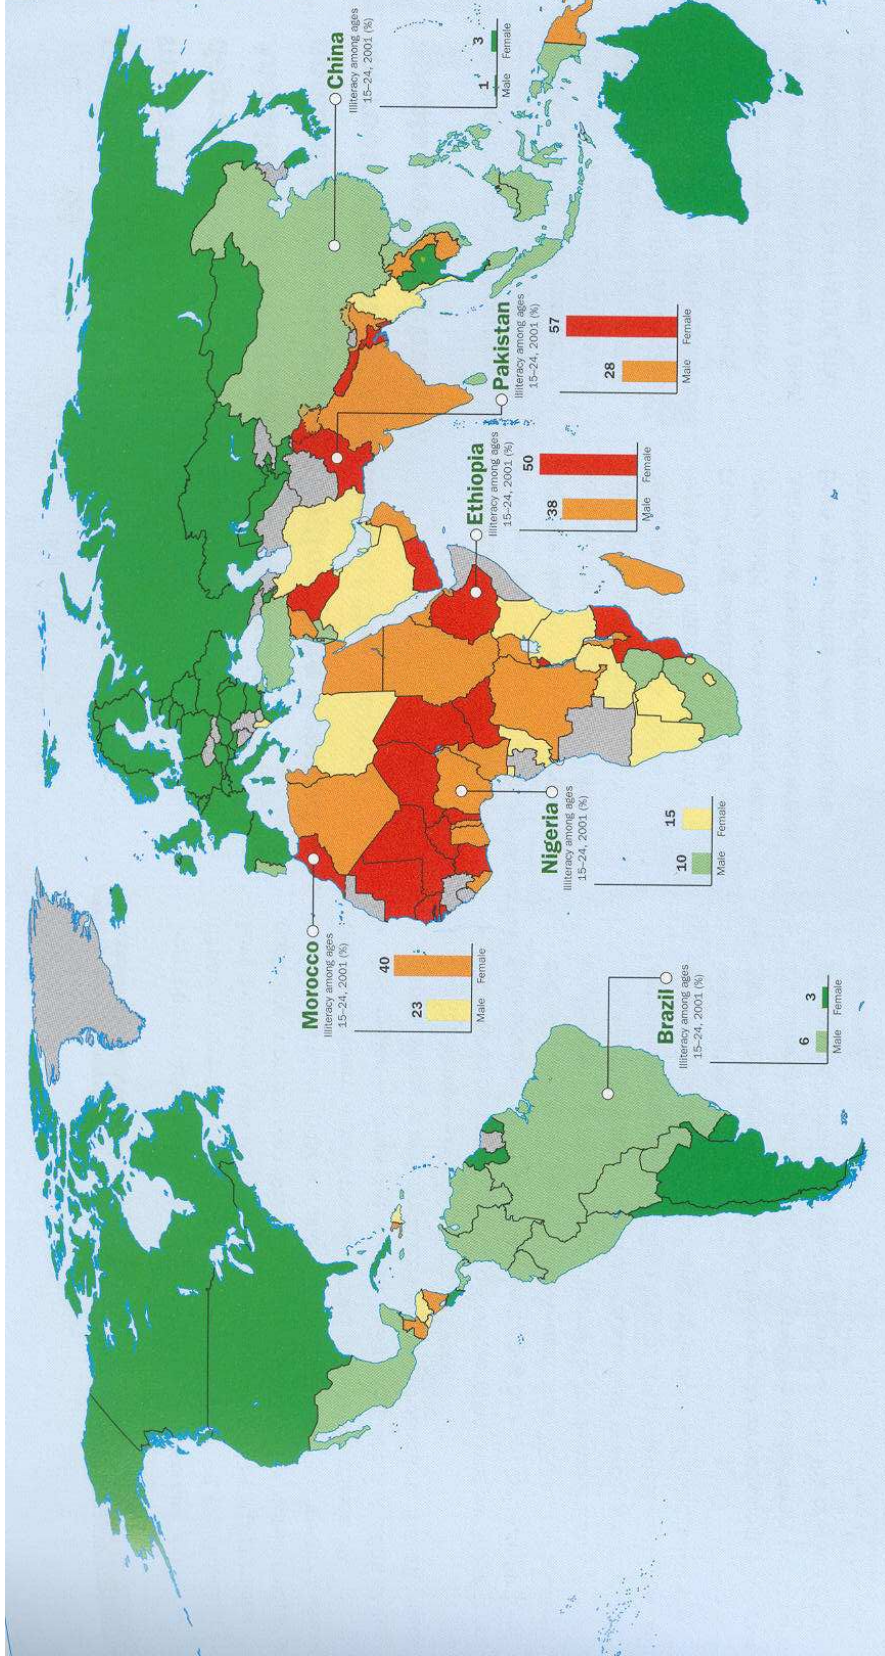 Morocco
Illiteracy among ages
15–24, 2001 (%)
23
40
Male
Female
Brazil
Illiteracy among ages
15–24, 2001 (%)
6
3
Male
Female
Nigeria
Illiteracy among ages
15–24, 2001 (%)
10
15
Male
Female
Ethiopia
Illiteracy among ages
15–24, 2001 (%)
38
50
Male
Female
Pakistan
Illiteracy among ages
15–24, 2001 (%)
28
57
Male
Female
China
Illiteracy among ages
15–24, 2001 (%)
1
3
Male
Female